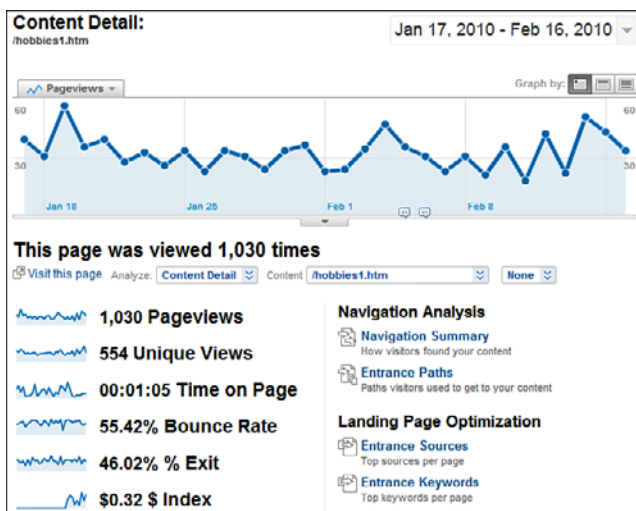 Content Detail:
/hobbies1.htm
Jan 17, 2010 - Feb 16, 2010
Pageviews
Graph by:
60
60
30
30
Jan 18
Jan 25
Feb 1
Feb 8
This page was viewed 1,030 times
Visit this page Analyze: Content Detail Content /hobbies1.htm None
1,030 Pageviews
554 Unique Views
00:01:05 Time on Page
55.42% Bounce Rate
46.02% % Exit
$0.32 $ Index
Navigation Analysis
Navigation Summary
How visitors found your content
Entrance Paths
Paths visitors used to get to your content
Landing Page Optimization
Entrance Sources
Top sources per page
Entrance Keywords
Top keywords per page